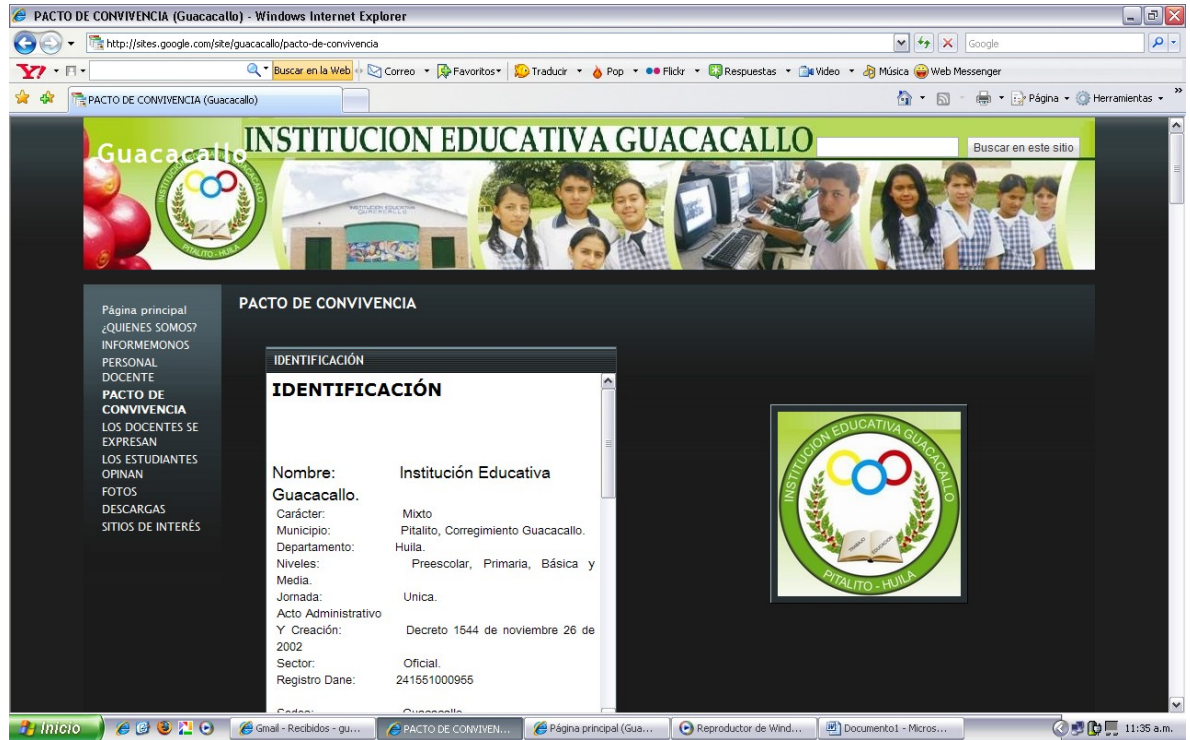 PACTO DE CONVIVENCIA (Guacacallo) - Windows Internet Explorer
http://sites.google.com/site/guacacallo/pacto-de-convivencia
Google
Buscar en la Web Correo Favoritos Traducir Pop Flickr Respuestas Video Música Web Messenger
PACTO DE CONVIVENCIA (Guacacallo)
Página Herramientas
INSTITUCION EDUCATIVA GUACACALLO
Guacacallo
Buscar en este sitio
INSTITUCION EDUCATIVA
GUACACALLO
PITALITO - HUILA
Página principal
¿QUIENES SOMOS?
INFORMEMONOS
PERSONAL
DOCENTE
PACTO DE
CONVIVENCIA
LOS DOCENTES SE
EXPRESAN
LOS ESTUDIANTES
OPINAN
FOTOS
DESCARGAS
SITIOS DE INTERÉS
PACTO DE CONVIVENCIA
IDENTIFICACIÓN
IDENTIFICACIÓN
Nombre: Institución Educativa
Guacacallo.
Carácter: Mixto
Municipio: Pitalito, Corregimiento Guacacallo.
Departamento: Huila.
Niveles: Preescolar, Primaria, Básica y
Media.
Jornada: Unica.
Acto Administrativo
Y Creación: Decreto 1544 de noviembre 26 de
2002
Sector: Oficial.
Registro Dane: 241551000955
INSTITUCION EDUCATIVA GUACACALLO
TRABAJO EDUCACION
PITALITO - HUILA
Inicio
Gmail - Recibidos - gu...
PACTO DE CONVIVEN...
Página principal (Gua...
Reproductor de Wind...
Documento1 - Micros...
11:35 a.m.